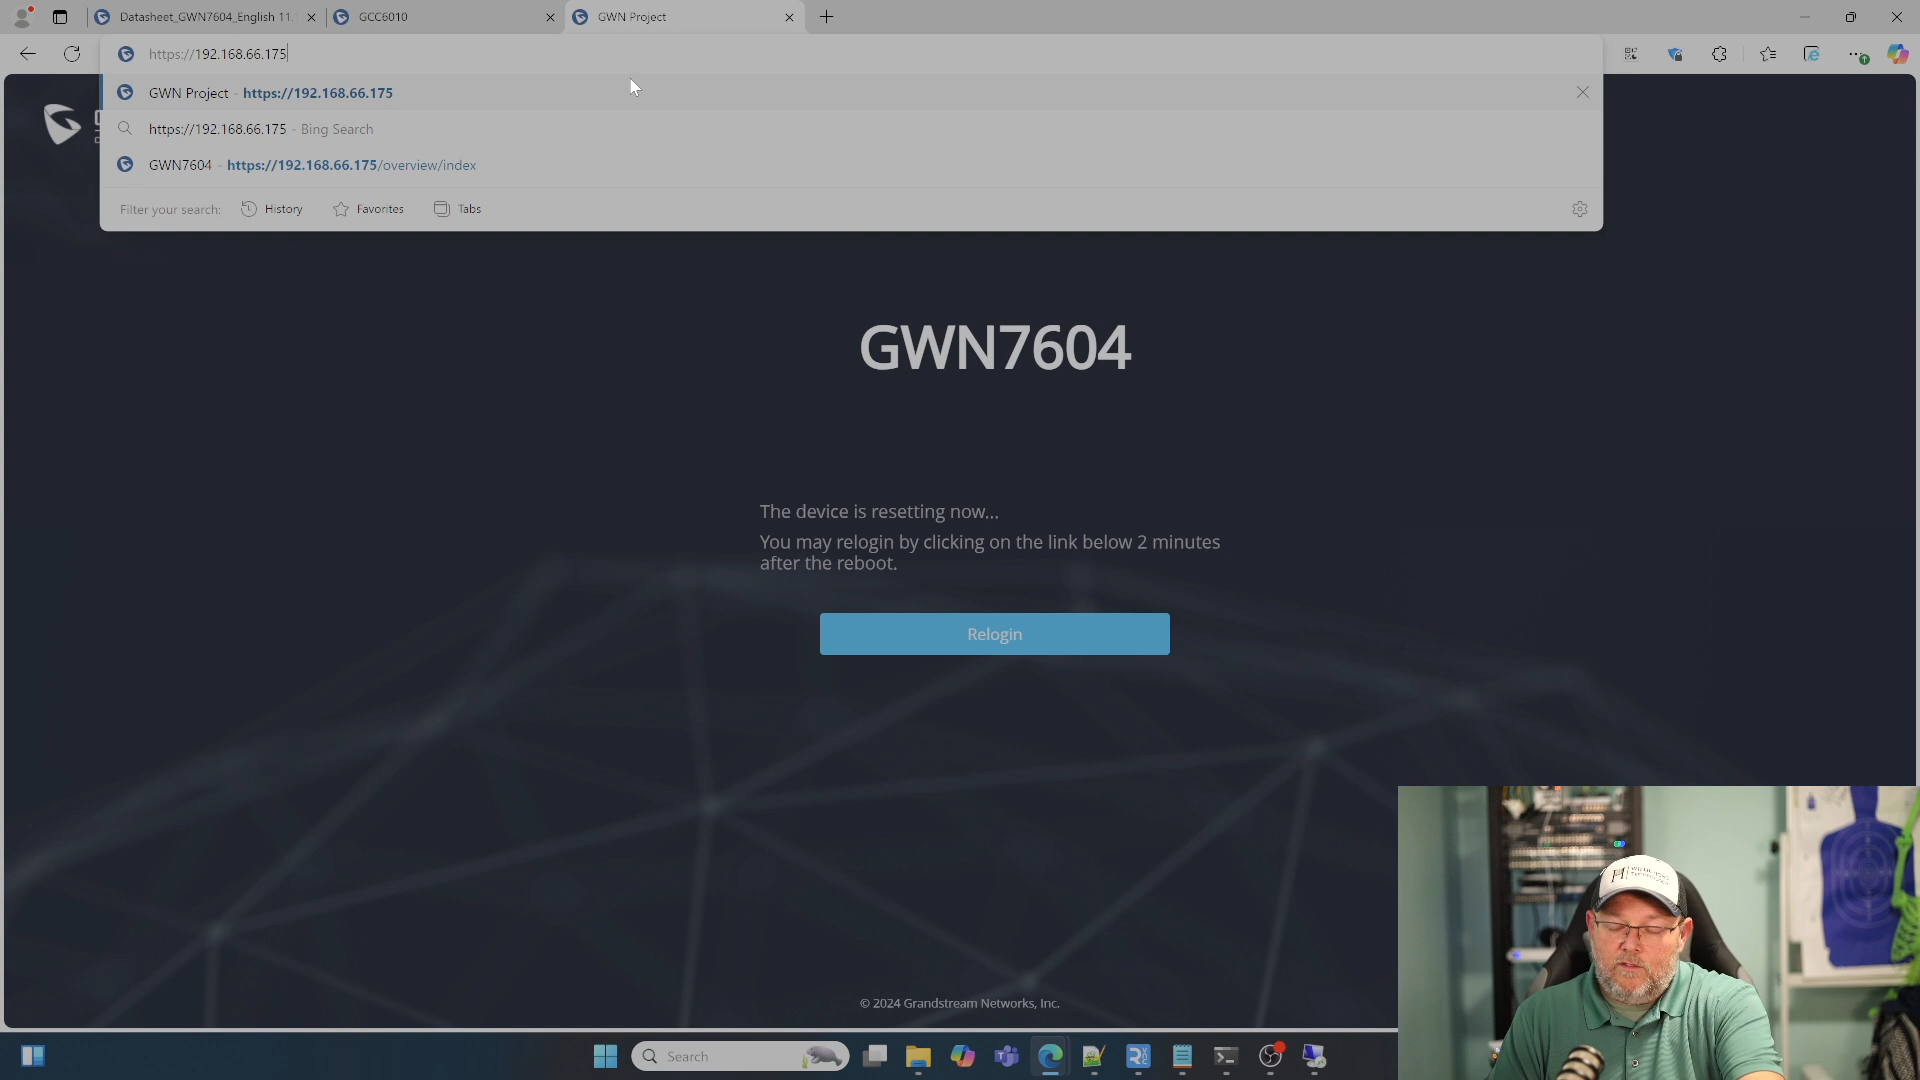 Datasheet_GWN7604_English 11.
GCC6010
GWN Project
https://192.168.66.175
GWN Project - https://192.168.66.175
https://192.168.66.175 - Bing Search
GWN7604 - https://192.168.66.175/overview/index
Filter your search:
History
Favorites
Tabs
GWN7604
The device is resetting now...
You may relogin by clicking on the link below 2 minutes
after the reboot.
Relogin
© 2024 Grandstream Networks, Inc.
Search